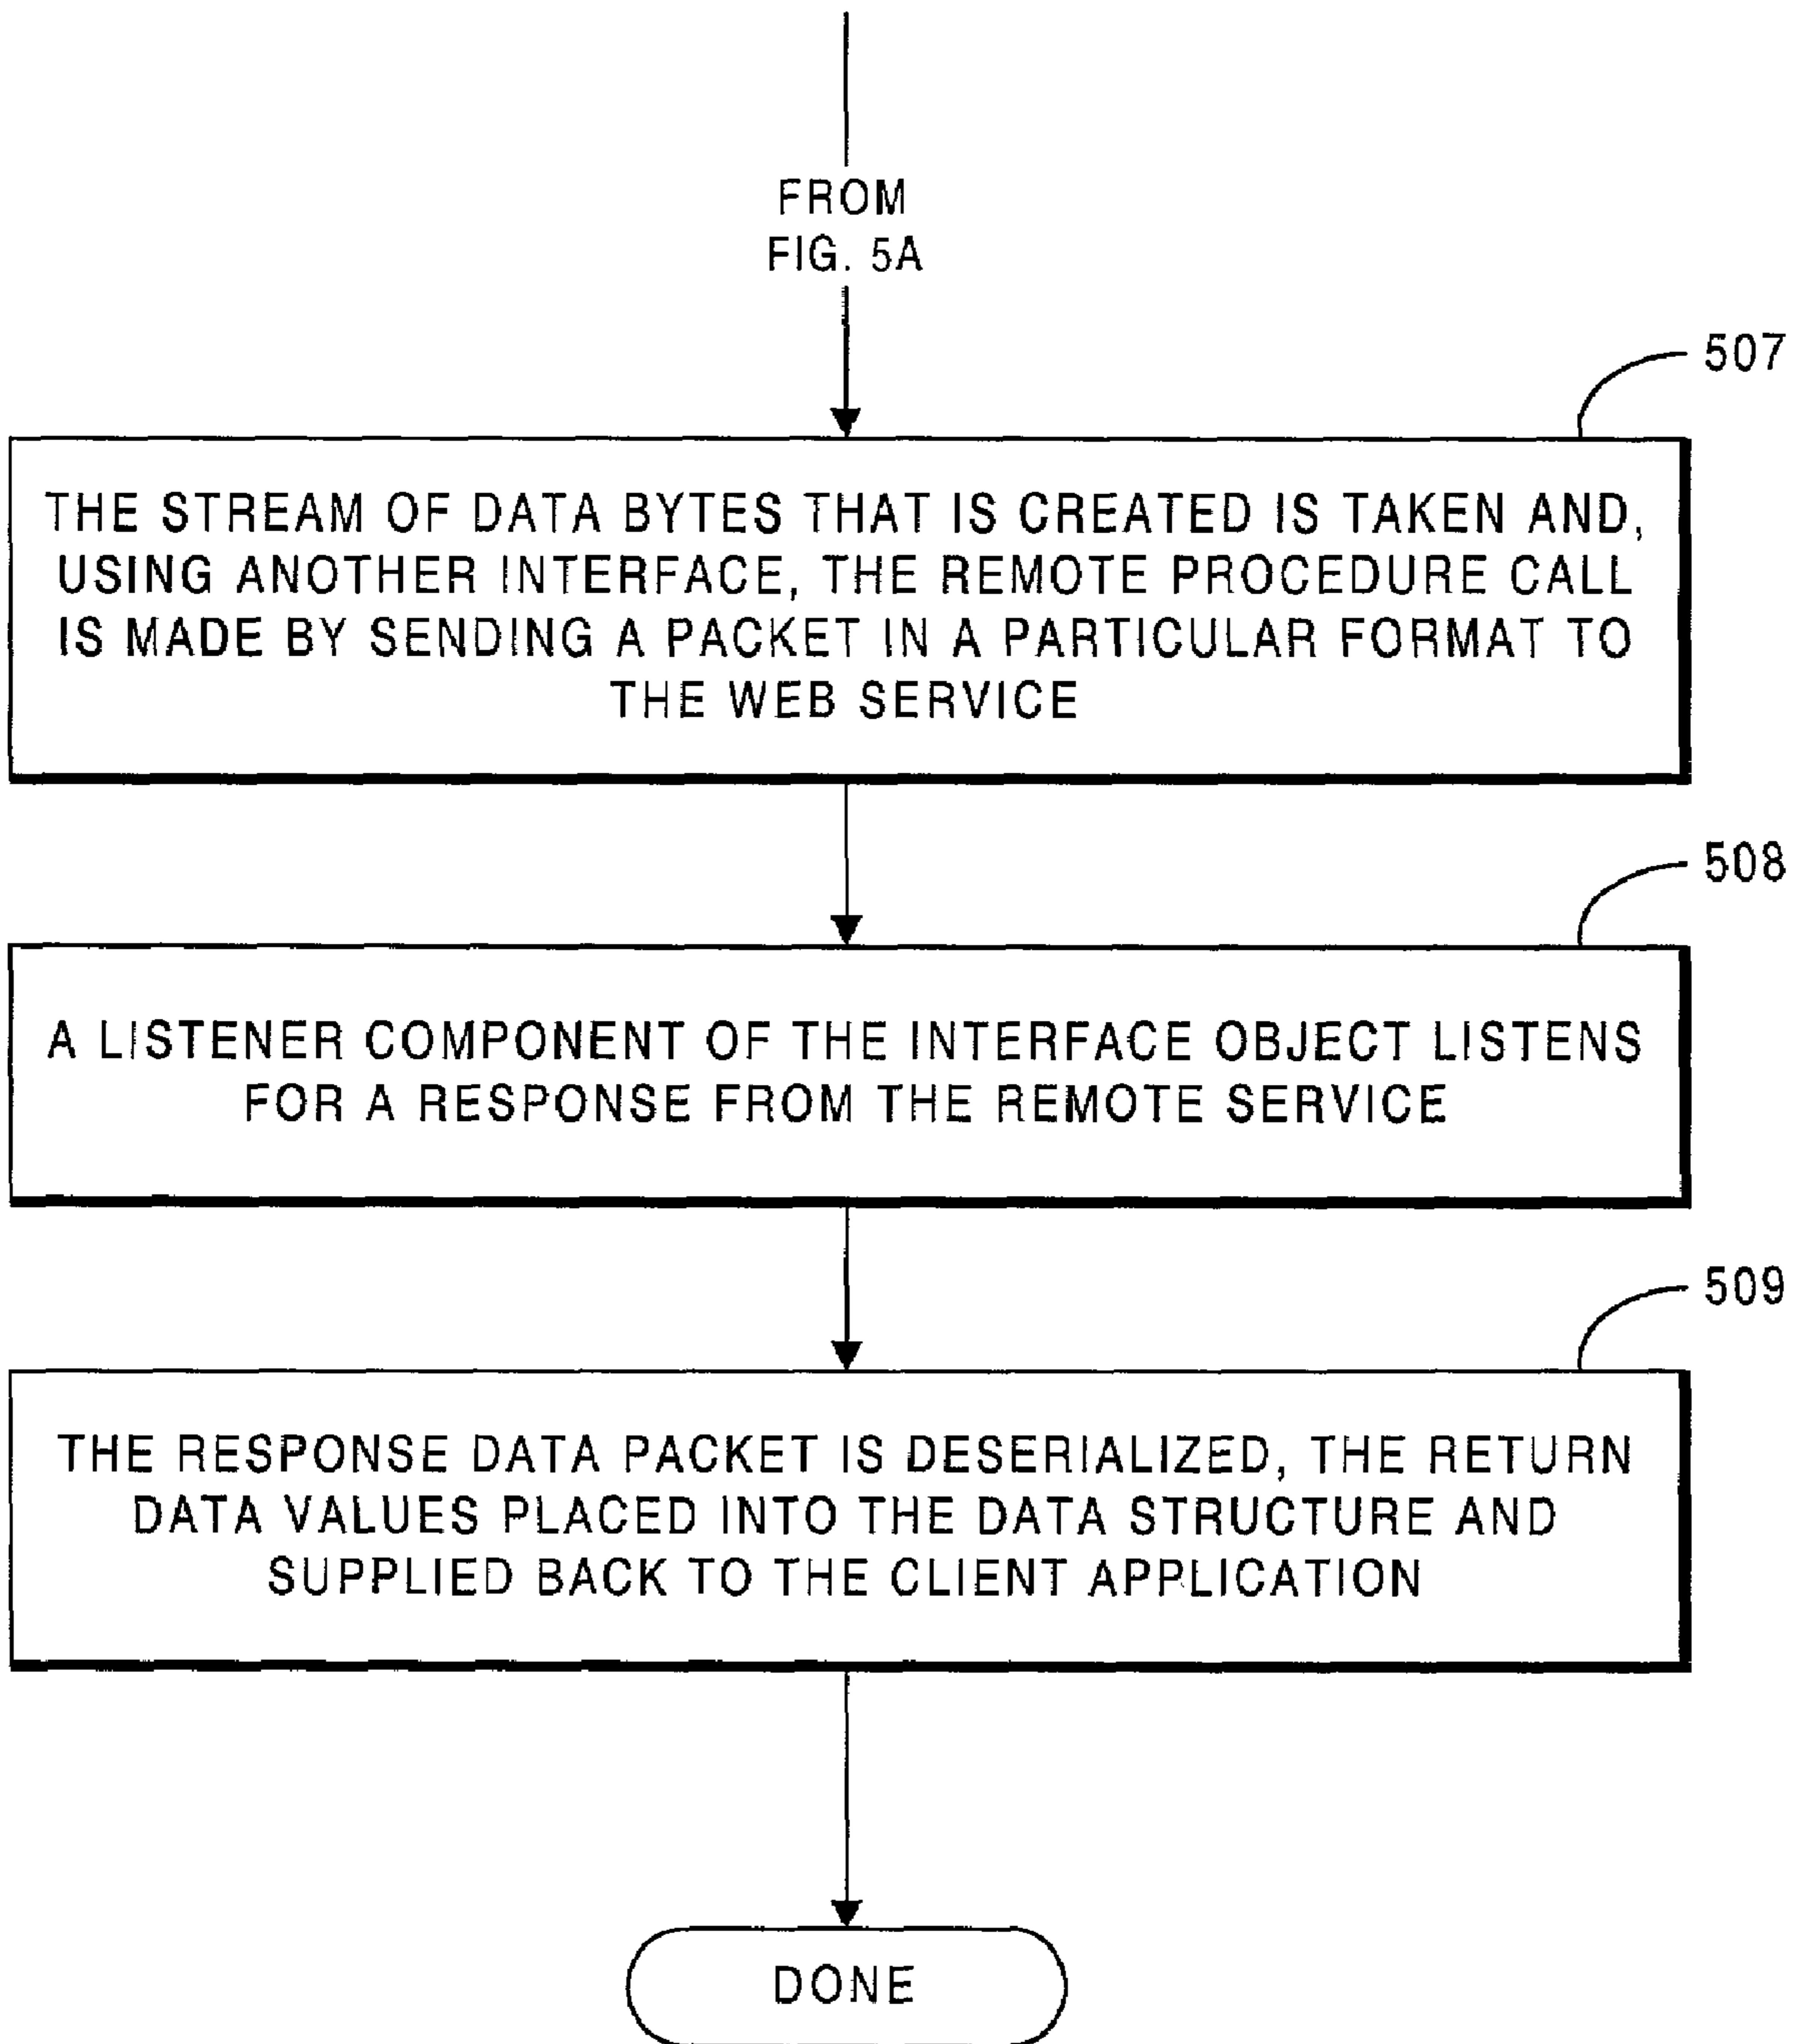 FROM
FIG. 5A
507
THE STREAM OF DATA BYTES THAT IS CREATED IS TAKEN AND,
USING ANOTHER INTERFACE, THE REMOTE PROCEDURE CALL
IS MADE BY SENDING A PACKET IN A PARTICULAR FORMAT TO
THE WEB SERVICE
508
A LISTENER COMPONENT OF THE INTERFACE OBJECT LISTENS
FOR A RESPONSE FROM THE REMOTE SERVICE
509
THE RESPONSE DATA PACKET IS DESERIALIZED, THE RETURN
DATA VALUES PLACED INTO THE DATA STRUCTURE AND
SUPPLIED BACK TO THE CLIENT APPLICATION
DONE